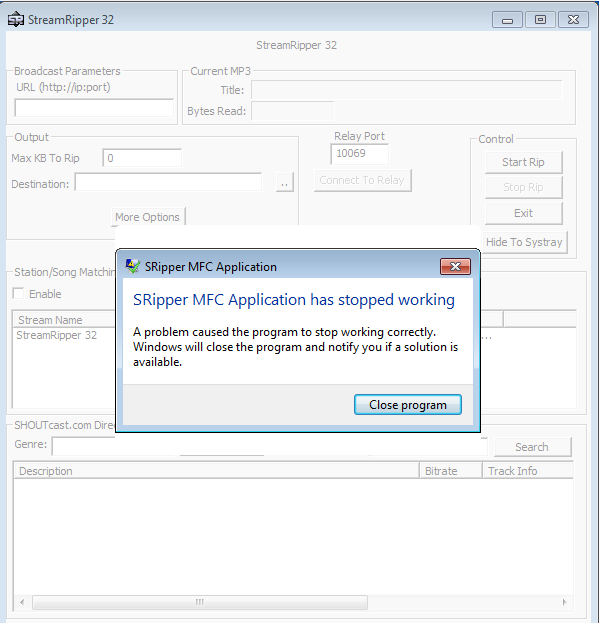 StreamRipper 32
StreamRipper 32
Broadcast Parameters
URL (http://ip:port)
Current MP3
Title:
Bytes Read:
Output
Max KB To Rip 0
Destination:
..
More Options
Relay Port
10069
Connect To Relay
Control
Start Rip
Stop Rip
Exit
Hide To Systray
Station/Song Matchin
Enable
Stream Name
StreamRipper 32
...
SRipper MFC Application
SRipper MFC Application has stopped working
A problem caused the program to stop working correctly.
Windows will close the program and notify you if a solution is
available.
Close program
SHOUTcast.com Direc
Genre:
Search
Description Bitrate Track Info